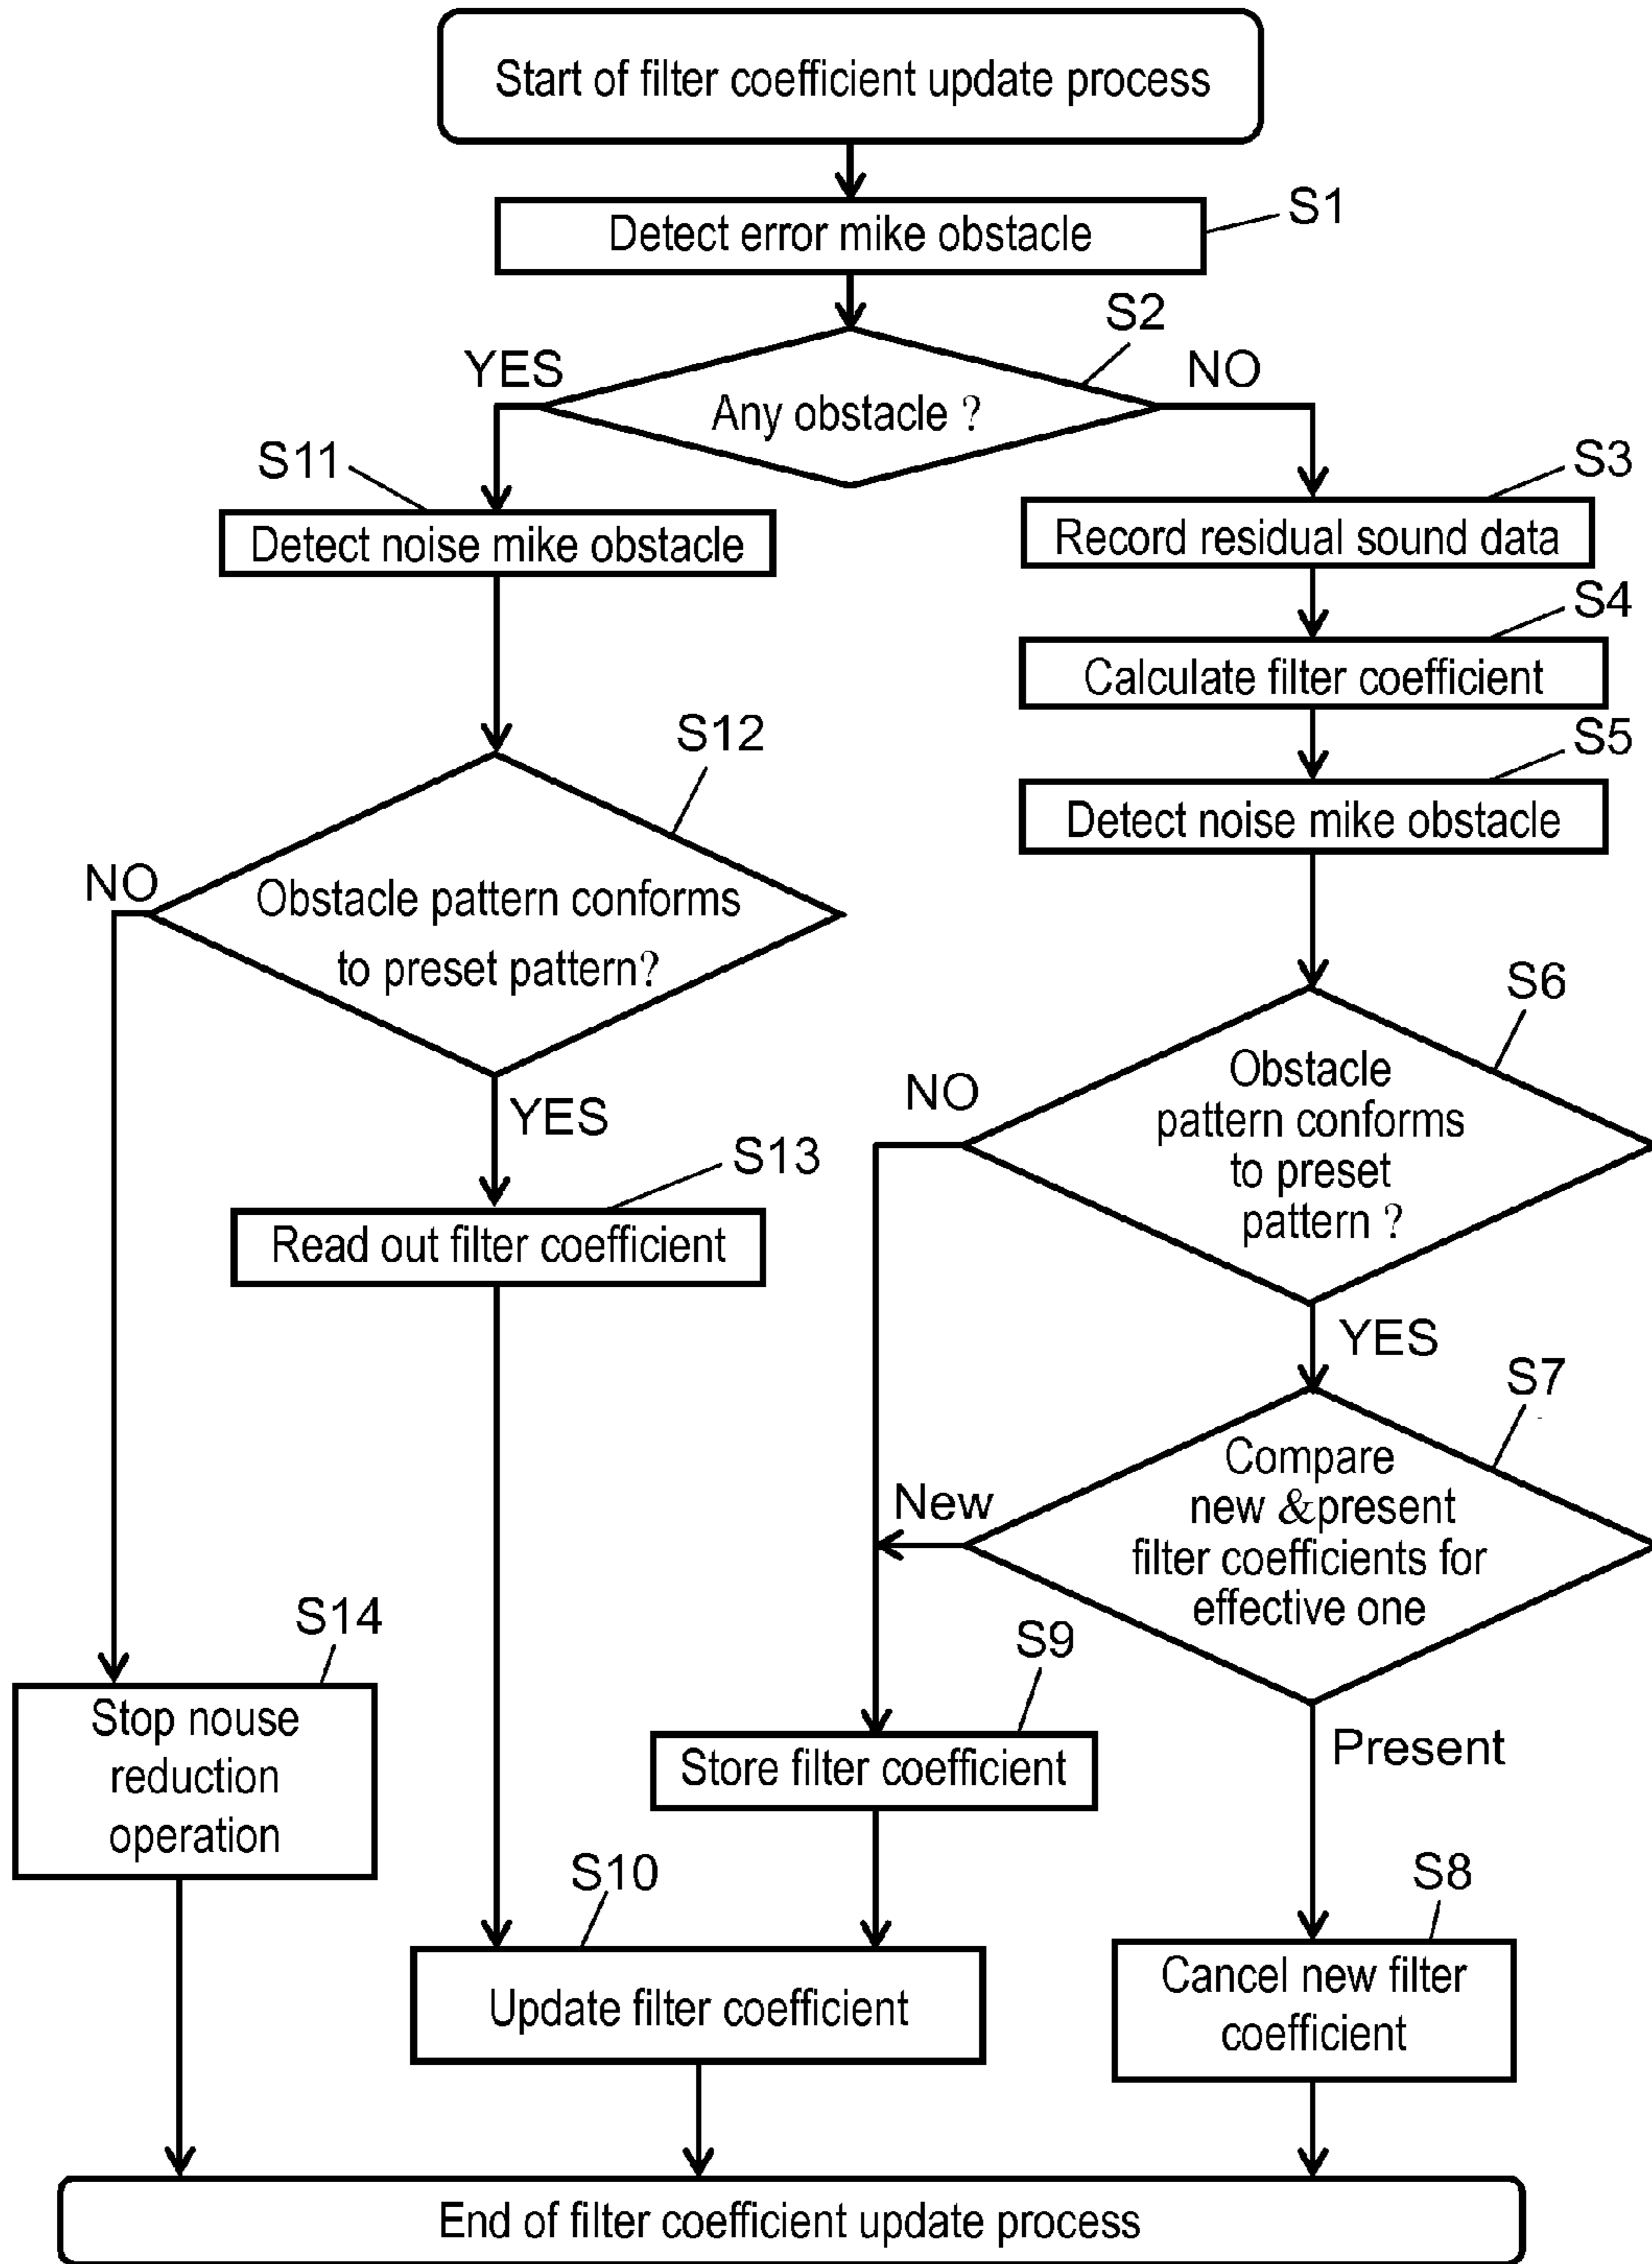 Start of filter coefficient update process
S1
Detect error mike obstacle
S2
YES
NO
Any obstacle ?
S11
S3
Detect noise mike obstacle
Record residual sound data
S4
Calculate filter coefficient
S12
S5
Detect noise mike obstacle
NO
Obstacle pattern conforms
to preset pattern?
S6
NO
Obstacle
pattern conforms
to preset
pattern ?
YES
S13
Read out filter coefficient
YES
S7
Compare
new &present
filter coefficients for
effective one
New
S14
S9
Stop nouse
reduction
operation
Store filter coefficient
Present
S10
S8
Update filter coefficient
Cancel new filter
coefficient
End of filter coefficient update process